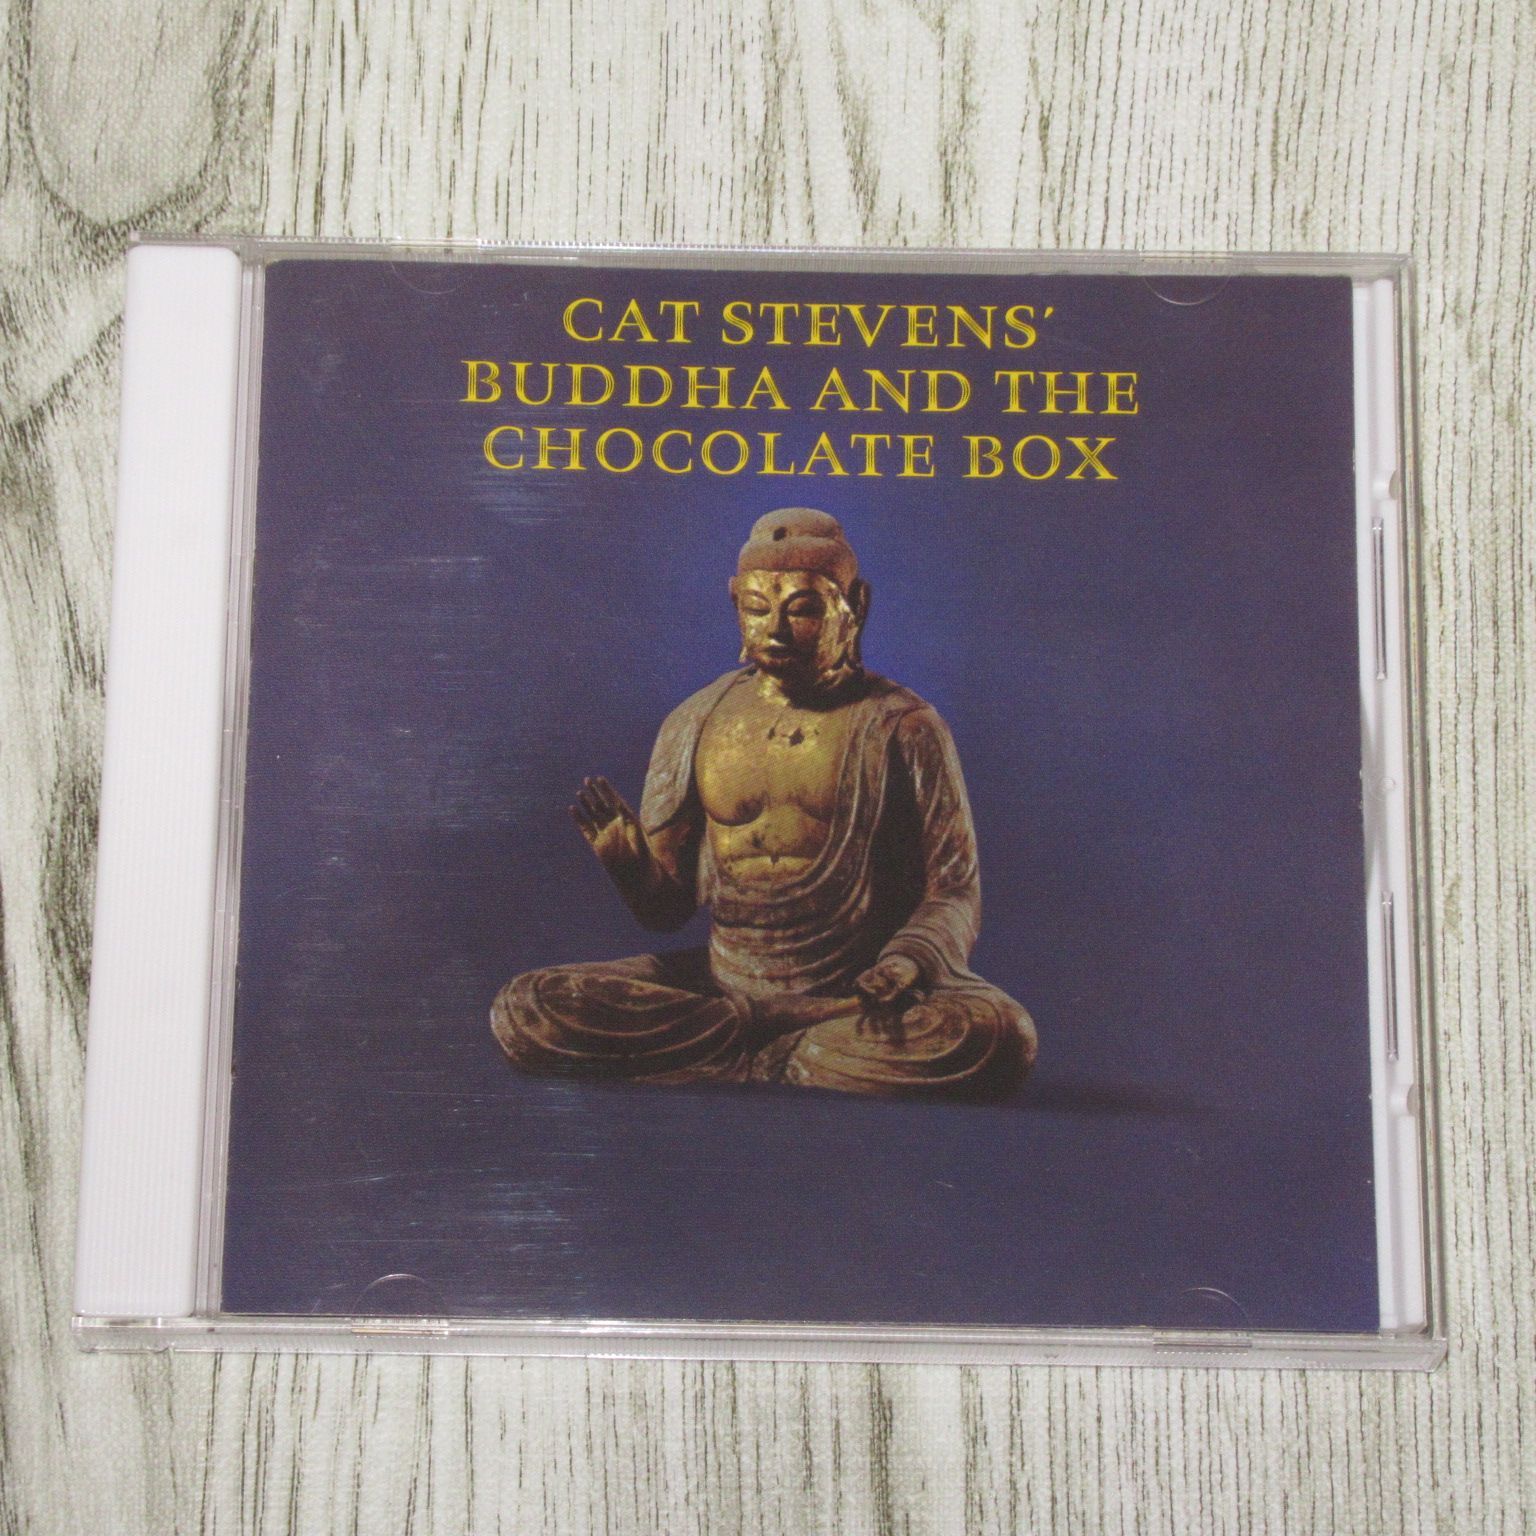 CAT STEVENS'
BUDDHA AND THE
CHOCOLATE BOX